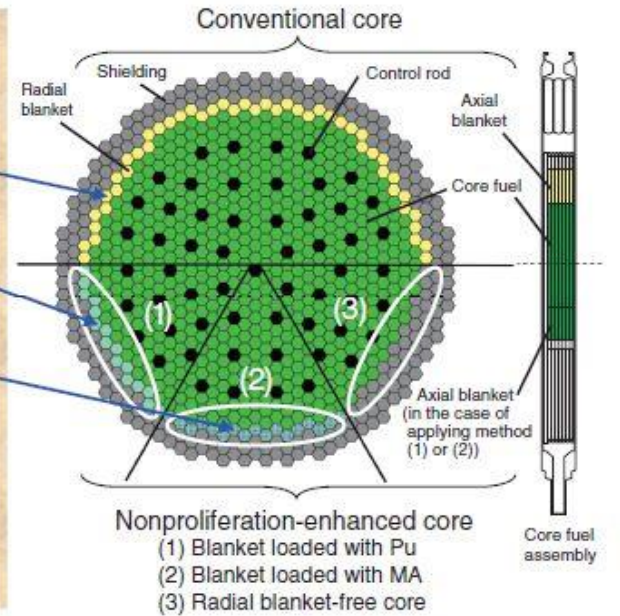 Conventional core
Shielding
Control rod
Radial
blanket
Axial
blanket
Core fuel
(1)
(2)
(3)
Axial blanket
(in the case of
applying method
(1) or (2))
Nonproliferation-enhanced core
(1) Blanket loaded with Pu
(2) Blanket loaded with MA
(3) Radial blanket-free core
Core fuel
assembly